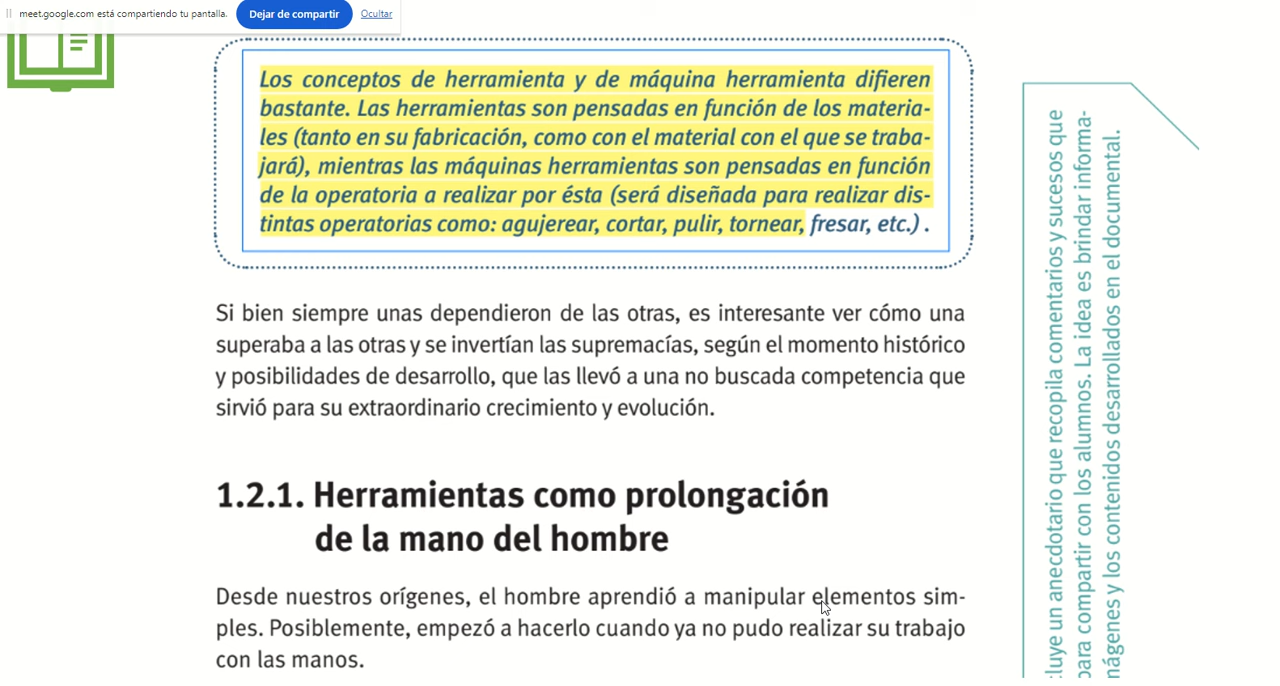 meet.google.com está compartiendo tu pantalla.
Dejar de compartir
Ocultar
Los conceptos de herramienta y de máquina herramienta difieren
bastante. Las herramientas son pensadas en función de los materia-
les (tanto en su fabricación, como con el material con el que se traba-
jará), mientras las máquinas herramientas son pensadas en función
de la operatoria a realizar por ésta (será diseñada para realizar dis-
tintas operatorias como: agujerear, cortar, pulir, tornear, fresar, etc.) .
Si bien siempre unas dependieron de las otras, es interesante ver cómo una
superaba a las otras y se invertían las supremacías, según el momento histórico
y posibilidades de desarrollo, que las llevó a una no buscada competencia que
sirvió para su extraordinario crecimiento y evolución.
1.2.1. Herramientas como prolongación
de la mano del hombre
Desde nuestros orígenes, el hombre aprendió a manipular elementos sim-
ples. Posiblemente, empezó a hacerlo cuando ya no pudo realizar su trabajo
con las manos.
un anecdotario que recopila comentarios y sucesos que
para compartir con los alumnos. La idea es brindar informa-
los contenidos desarrollados en el documental.